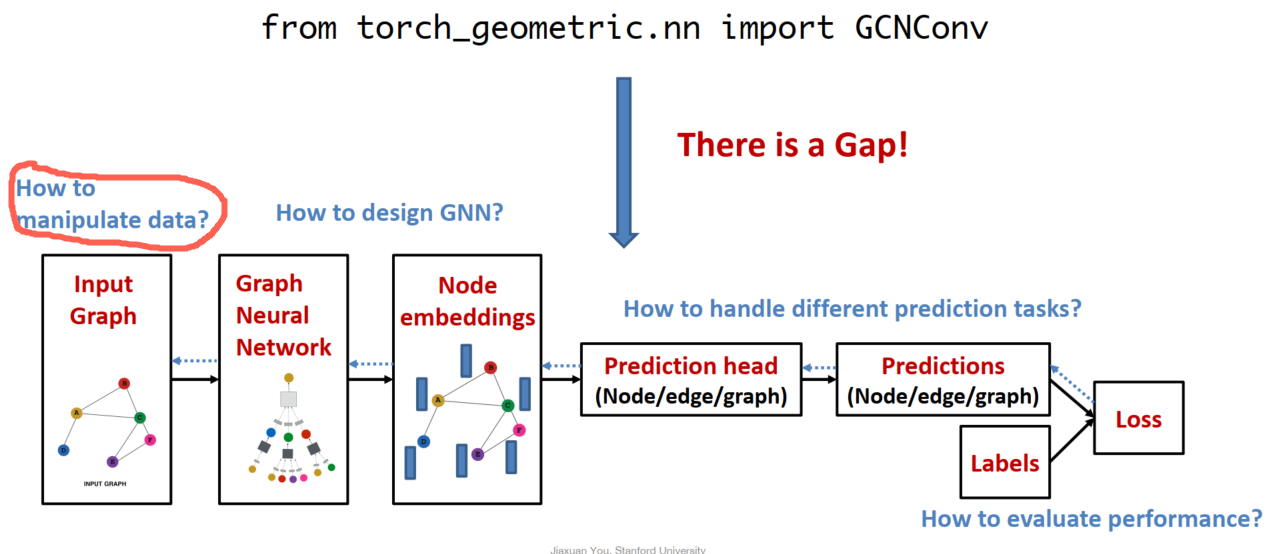 from torch_geometric.nn import GCNConv
There is a Gap!
How to
manipulate data?
How to design GNN?
Input
Graph
B
A
C
F
D
E
INPUT GRAPH
Graph
Neural
Network
Node
embeddings
B
A
C
F
D
E
How to handle different prediction tasks?
Prediction head
(Node/edge/graph)
Predictions
(Node/edge/graph)
Loss
Labels
How to evaluate performance?
Jiaxuan You, Stanford University